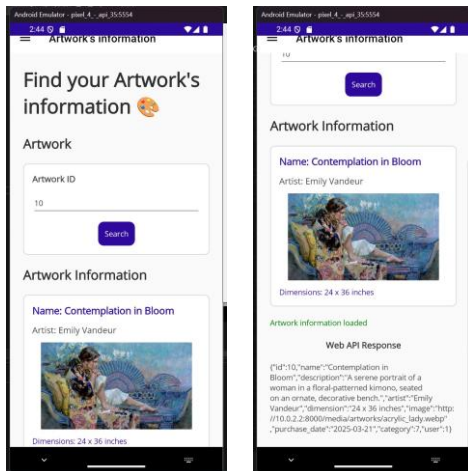 Android Emulator - pixel_4_-_api_35:5554
2:44
Artwork's information
Find your Artwork's
information 🎨
Artwork
Artwork ID
10
Search
Artwork Information
Name: Contemplation in Bloom
Artist: Emily Vandeur
Dimensions: 24 x 36 inches
Android Emulator - pixel_4_-_api_35:5554
2:44
Artwork's information
10
Search
Artwork Information
Name: Contemplation in Bloom
Artist: Emily Vandeur
Dimensions: 24 x 36 inches
Artwork information loaded
Web API Response
{"id":10,"name":"Contemplation in
Bloom","description":"A serene portrait of a
woman in a floral-patterned kimono, seated
on an ornate, decorative bench.","artist":"Emily
Vandeur","dimension":"24 x 36 inches","image":"http:
//10.0.2.2:8000/media/artworks/acrylic_lady.webp"
,"purchase_date":"2025-03-21","category":7,"user":1}